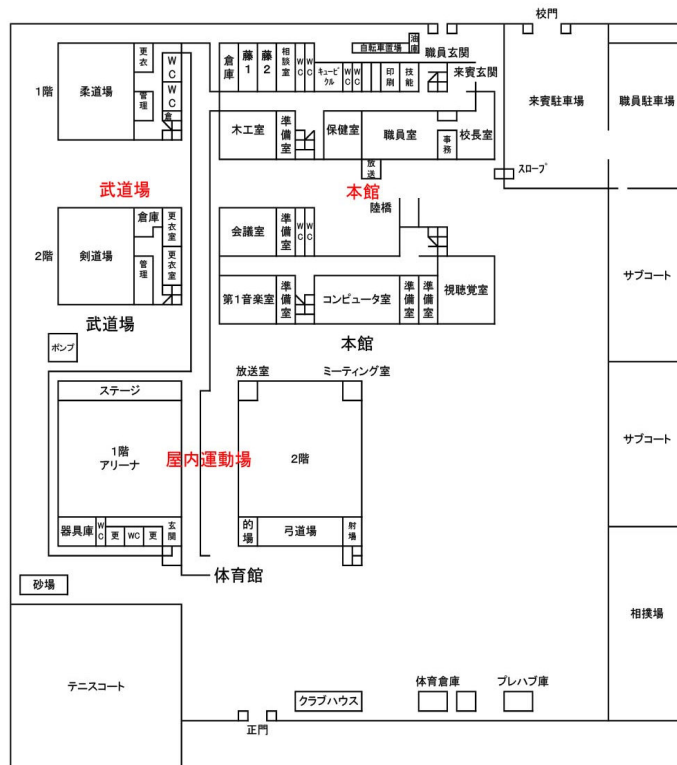 校門
油庫
自転車置場
職員玄関
来賓玄関
更衣
WC
倉庫
藤1
藤2
相談室
WC
WC
キュービクル
WC
WC
印刷
技能
1階
柔道場
管理
WC
倉
来賓駐車場
職員駐車場
木工室
準備室
保健室
職員室
事務
校長室
放送
スロープ
武道場
本館
陸橋
2階
剣道場
倉庫
更衣室
管理
更衣室
会議室
準備室
WC
WC
サブコート
第1音楽室
準備室
コンピュータ室
準備室
準備室
視聴覚室
武道場
本館
ポンプ
放送室
ミーティング室
ステージ
1階
アリーナ
屋内運動場
2階
サブコート
器具庫
WC
更
WC
更
玄関
的場
弓道場
射場
体育館
砂場
相撲場
テニスコート
体育倉庫
プレハブ庫
クラブハウス
正門